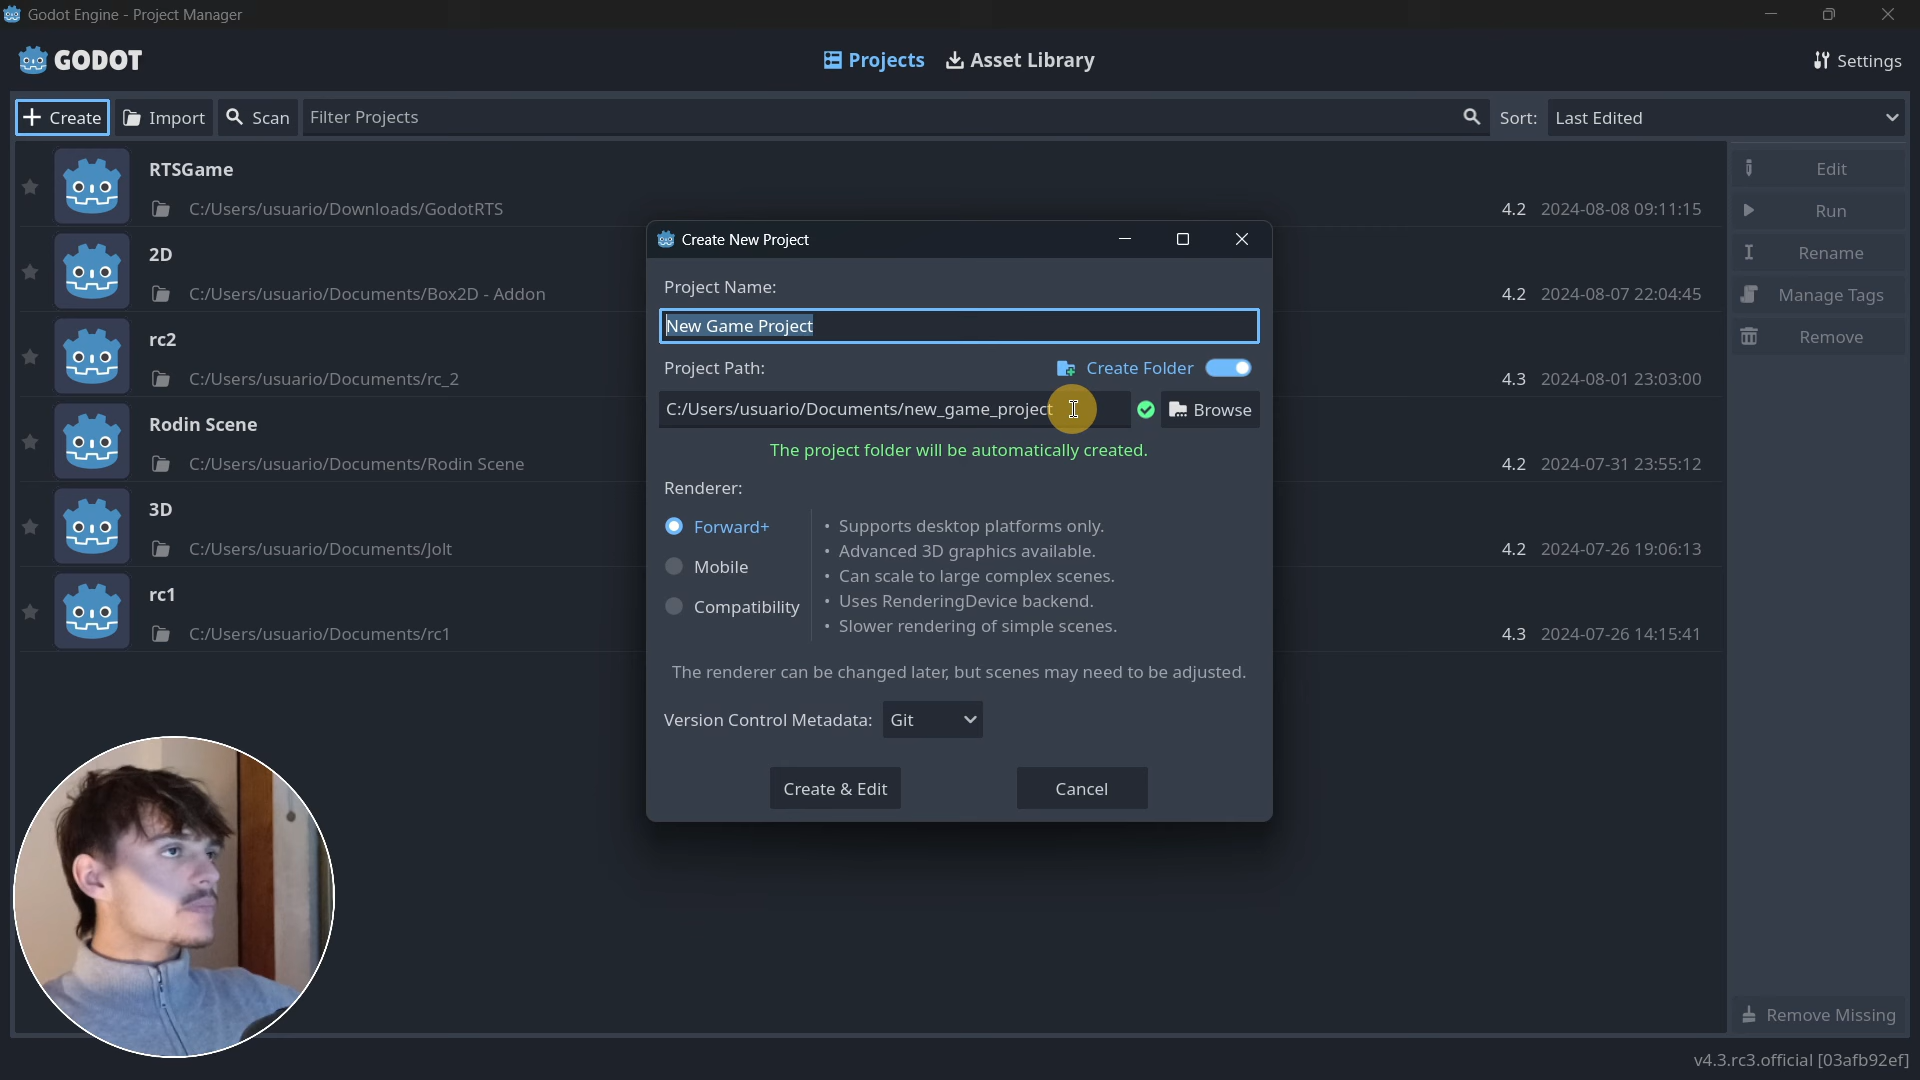 Godot Engine - Project Manager
GODOT
Projects
Asset Library
Settings
Create
Import
Scan
Filter Projects
Sort:
Last Edited
RTSGame
C:/Users/usuario/Downloads/GodotRTS
4.2 2024-08-08 09:11:15
2D
C:/Users/usuario/Documents/Box2D - Addon
4.2 2024-08-07 22:04:45
rc2
C:/Users/usuario/Documents/rc_2
4.3 2024-08-01 23:03:00
Rodin Scene
C:/Users/usuario/Documents/Rodin Scene
4.2 2024-07-31 23:55:12
3D
C:/Users/usuario/Documents/Jolt
4.2 2024-07-26 19:06:13
rc1
C:/Users/usuario/Documents/rc1
4.3 2024-07-26 14:15:41
Edit
Run
Rename
Manage Tags
Remove
Create New Project
Project Name:
New Game Project
Project Path:
Create Folder
C:/Users/usuario/Documents/new_game_project
Browse
The project folder will be automatically created.
Renderer:
Forward+
Mobile
Compatibility
• Supports desktop platforms only.
• Advanced 3D graphics available.
• Can scale to large complex scenes.
• Uses RenderingDevice backend.
• Slower rendering of simple scenes.
The renderer can be changed later, but scenes may need to be adjusted.
Version Control Metadata: Git
Create & Edit
Cancel
Remove Missing
v4.3.rc3.official [03afb92ef]